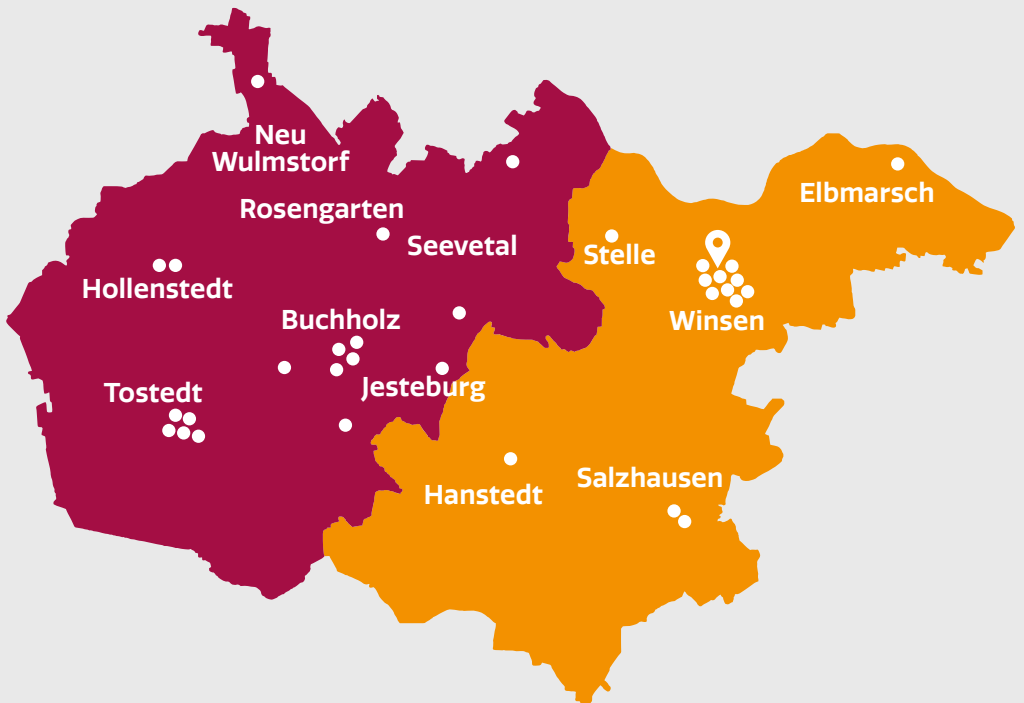 Neu
Wulmstorf
Elbmarsch
Rosengarten
Seevetal
Stelle
Hollenstedt
Buchholz
Winsen
Tostedt
Jesteburg
Salzhausen
Hanstedt